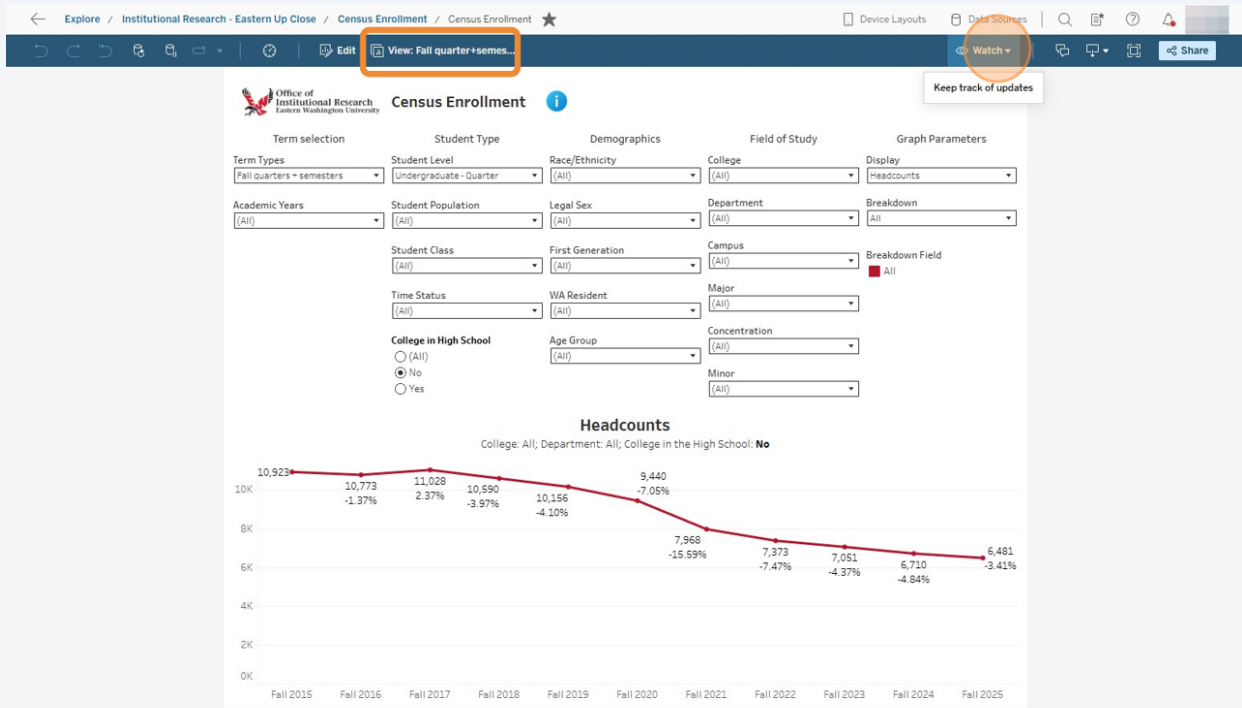 Explore / Institutional Research - Eastern Up Close / Census Enrollment / Census Enrollment
Device Layouts Data Sources
Edit View: Fall quarter+semes... Watch Share
Keep track of updates
Office of
Institutional Research
Eastern Washington University
Census Enrollment i
Term selection Student Type Demographics Field of Study Graph Parameters
Term Types Student Level Race/Ethnicity College Display
Fall quarters + semesters Undergraduate - Quarter (All) (All) Headcounts
Academic Years Student Population Legal Sex Department Breakdown
(All) (All) (All) (All) All
Student Class First Generation Campus Breakdown Field
(All) (All) (All) All
Time Status WA Resident Major
(All) (All) (All)
College in High School Age Group Concentration
(All) (All) (All)
No Minor
Yes (All)
Headcounts
College: All; Department: All; College in the High School: No
10,923 10,773 11,028 10,590 10,156 9,440 7,968 7,373 7,051 6,710 6,481
-1.37% 2.37% -3.97% -4.10% -7.05% -15.59% -7.47% -4.37% -4.84% -3.41%
10K
8K
6K
4K
2K
0K
Fall 2015 Fall 2016 Fall 2017 Fall 2018 Fall 2019 Fall 2020 Fall 2021 Fall 2022 Fall 2023 Fall 2024 Fall 2025